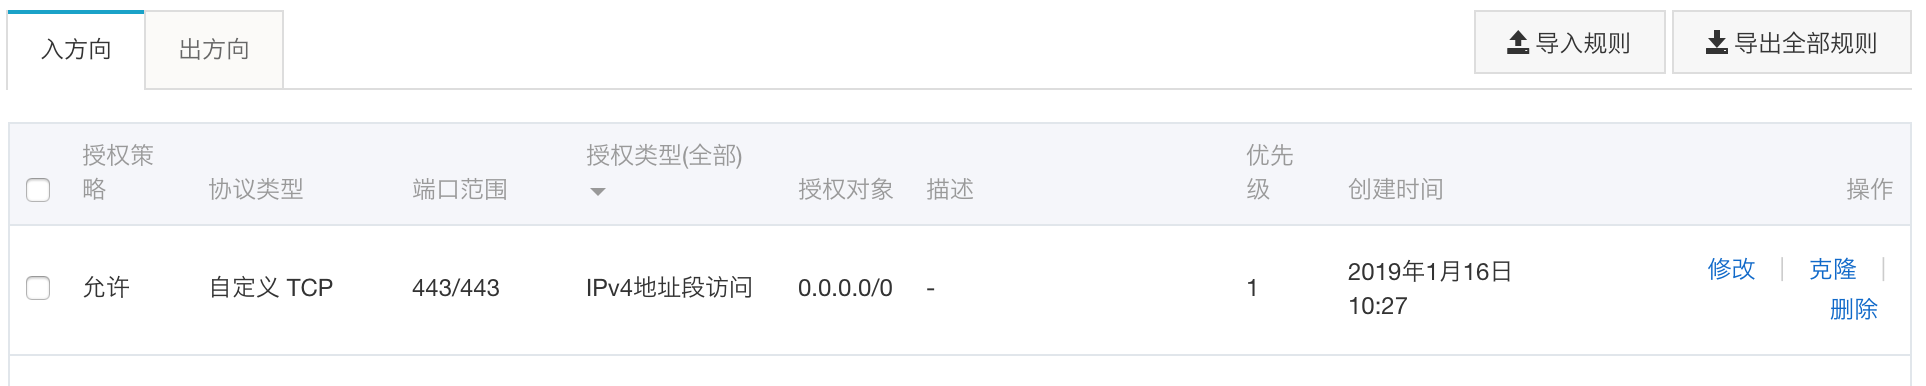 入方向
出方向
导入规则
导出全部规则
授权策
略
协议类型
端口范围
授权类型(全部)
授权对象
描述
优先
级
创建时间
操作
允许
自定义 TCP
443/443
IPv4地址段访问
0.0.0.0/0
-
1
2019年1月16日
10:27
修改
克隆
删除